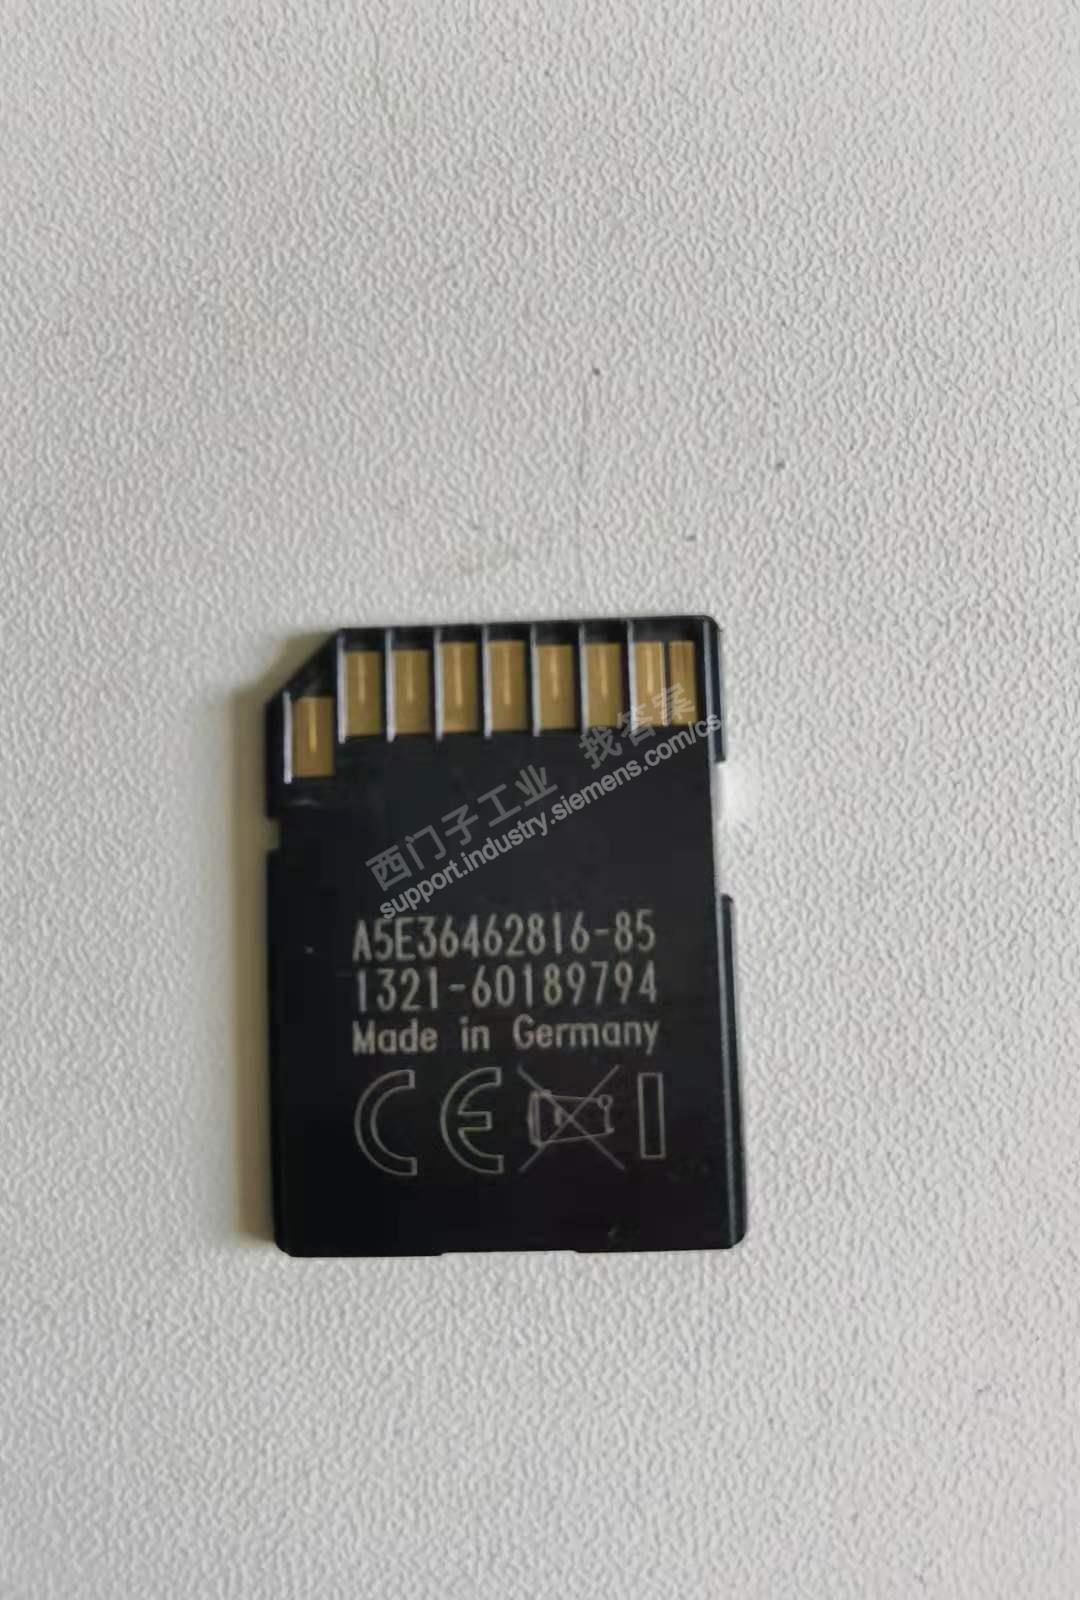 西门子工业 找答案
support.industry.siemens.com/cs
A5E36462816-85
1321-60189794
Made in Germany
CE